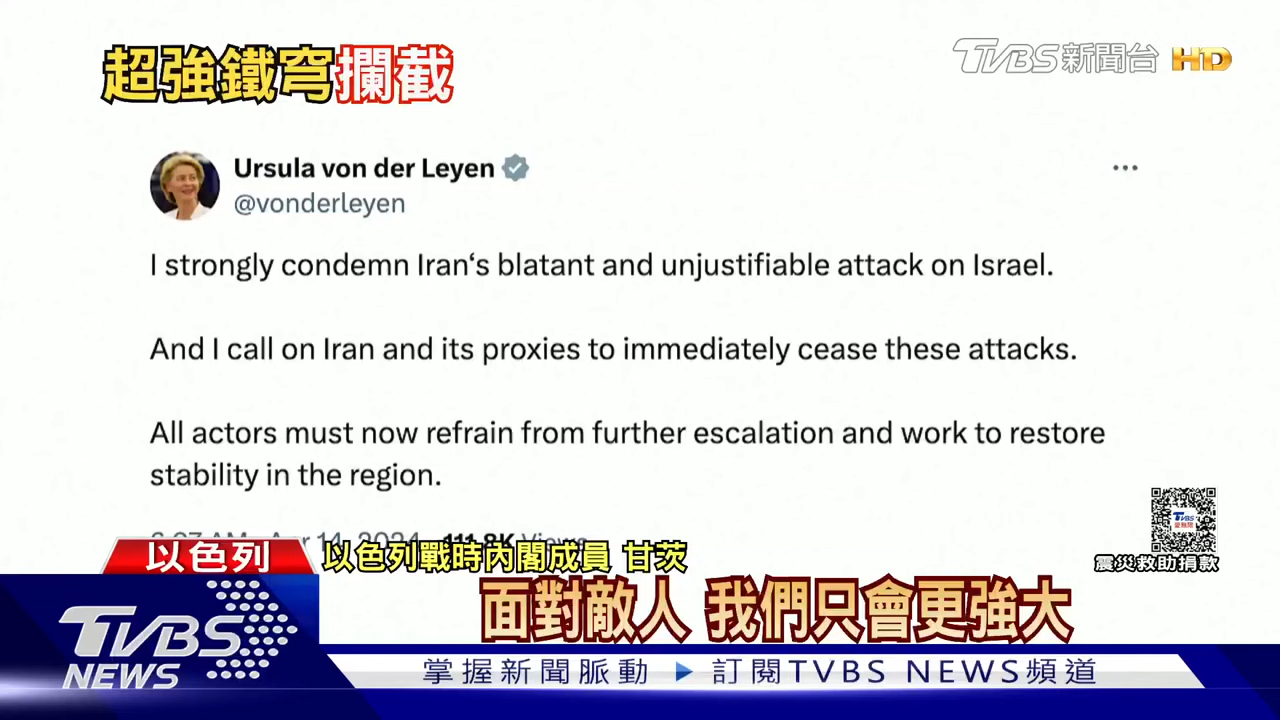 超強鐵穹攔截
TVBS新聞台 HD
Ursula von der Leyen
@vonderleyen
I strongly condemn Iran‘s blatant and unjustifiable attack on Israel.
And I call on Iran and its proxies to immediately cease these attacks.
All actors must now refrain from further escalation and work to restore
stability in the region.
TVBS
震災救助捐款
以色列
以色列戰時內閣成員 甘茨
面對敵人 我們只會更強大
TVBS
NEWS
掌握新聞脈動 ▶ 訂閱TVBS NEWS頻道